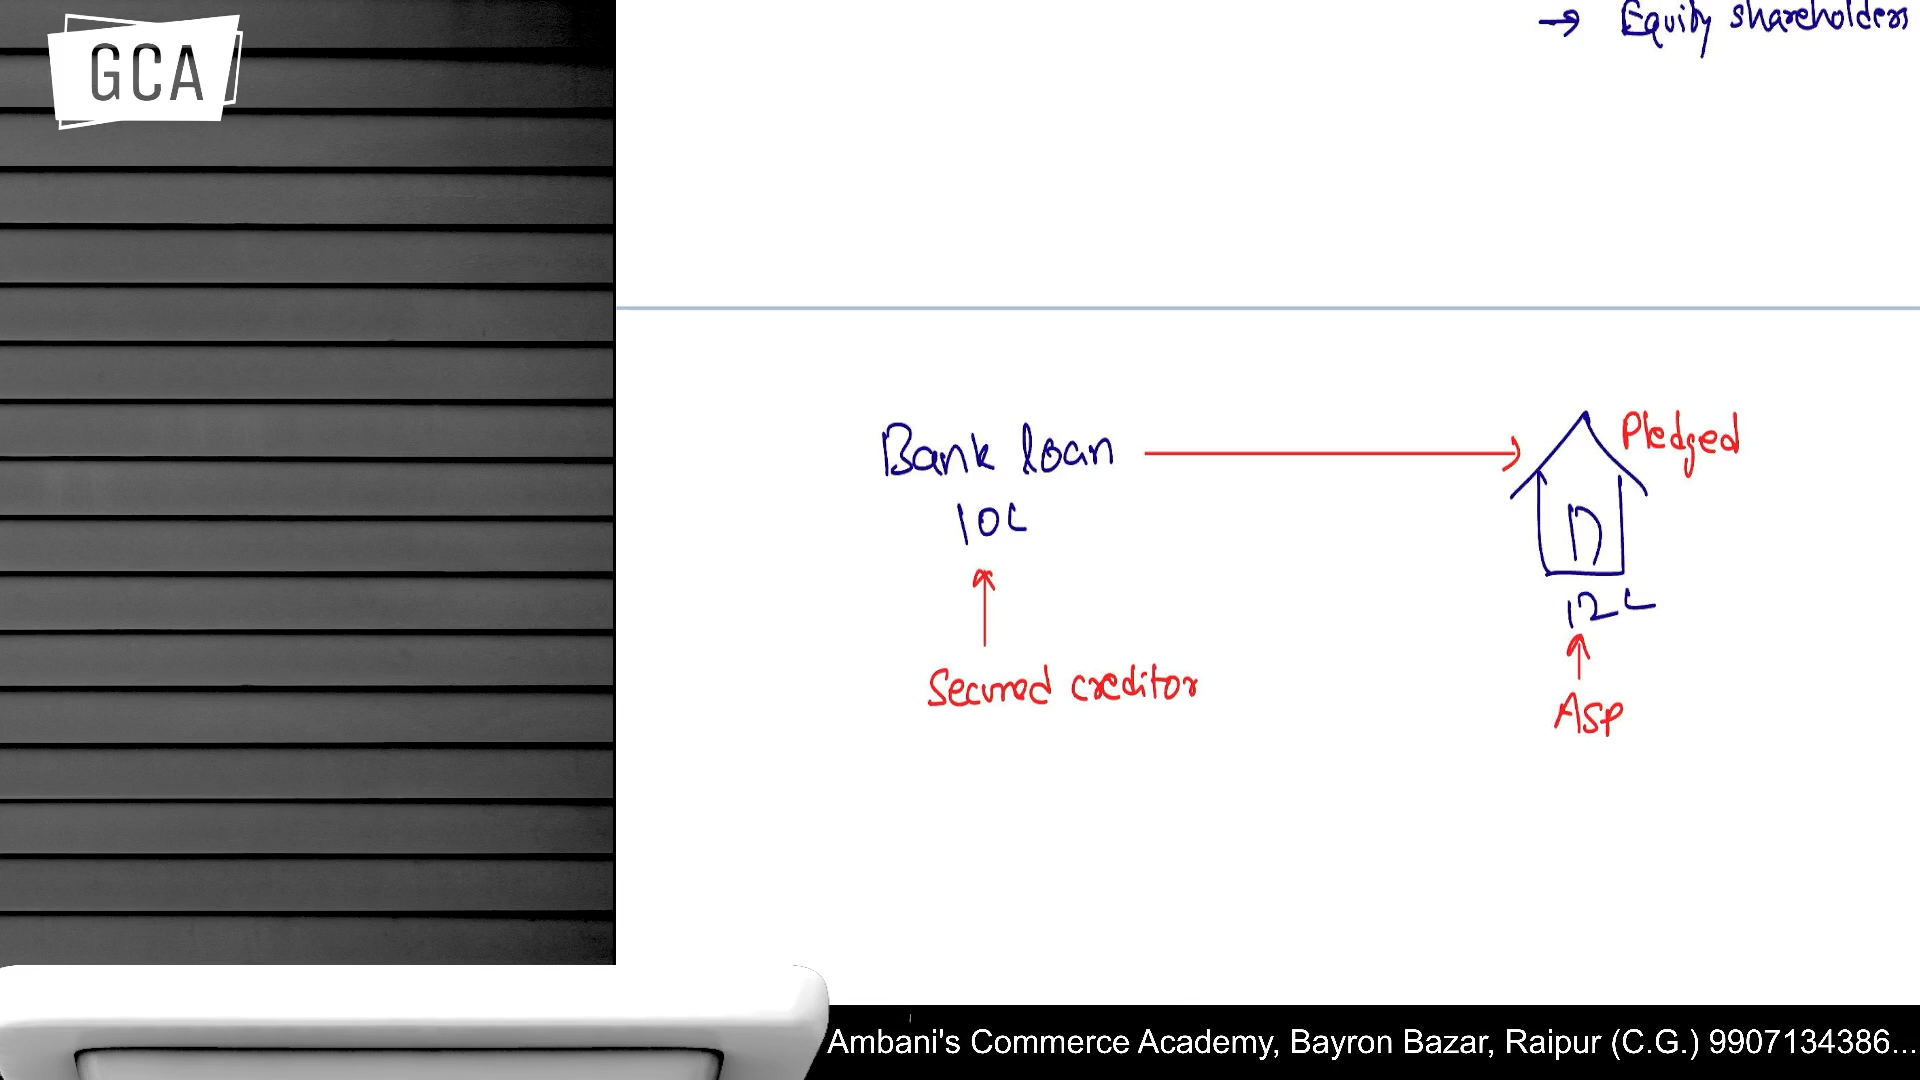 GCA
→ Equity shareholders
Bank loan → Pledged
10L
12L
Secured creditor
ASP
Ambani's Commerce Academy, Bayron Bazar, Raipur (C.G.) 9907134386...